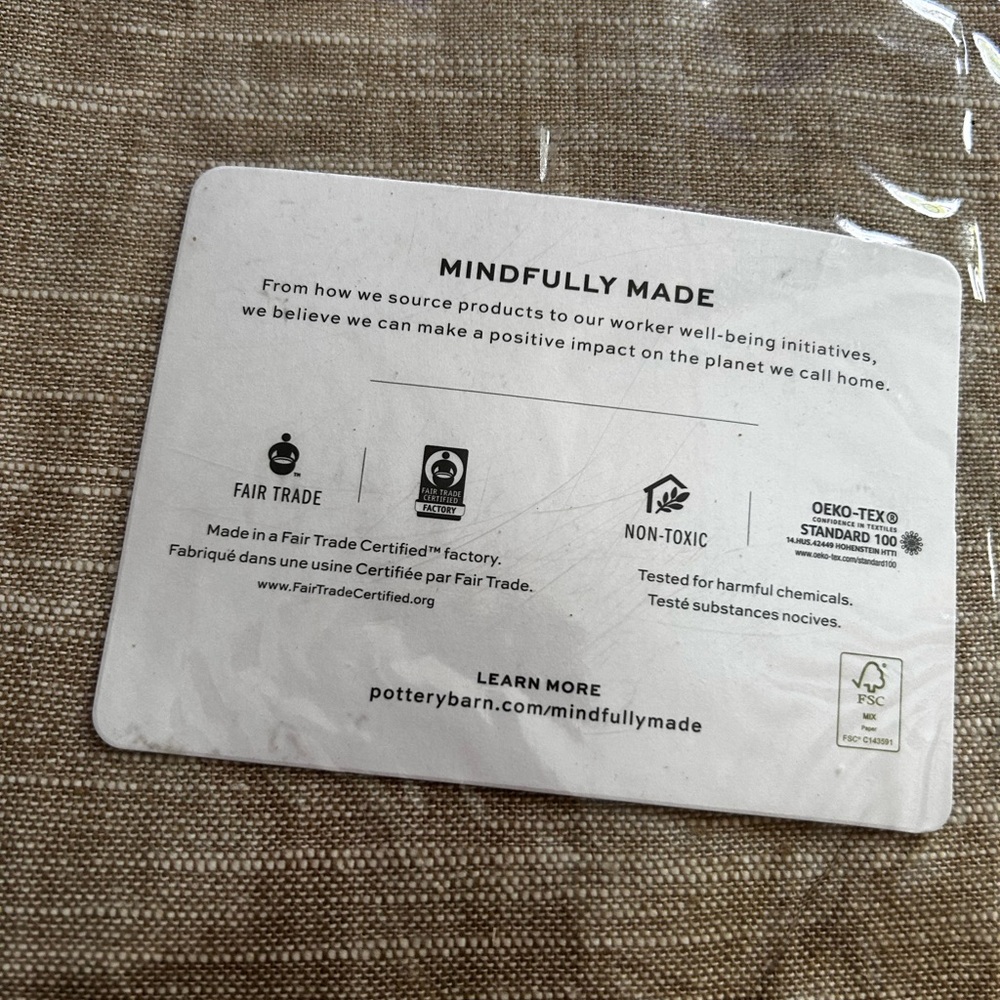 MINDFULLY MADE
From how we source products to our worker well-being initiatives,
we believe we can make a positive impact on the planet we call home.
FAIR TRADE
FAIR TRADE
CERTIFIED
FACTORY
Made in a Fair Trade Certified™ factory.
Fabriqué dans une usine Certifiée par Fair Trade.
www.FairTradeCertified.org
NON-TOXIC
OEKO-TEX®
CONFIDENCE IN TEXTILES
STANDARD 100
14.HUS.42449 HOHENSTEIN HTTI
www.oeko-tex.com/standard100
Tested for harmful chemicals.
Testé substances nocives.
LEARN MORE
potterybarn.com/mindfullymade
FSC
MIX
Paper
FSC® C143591